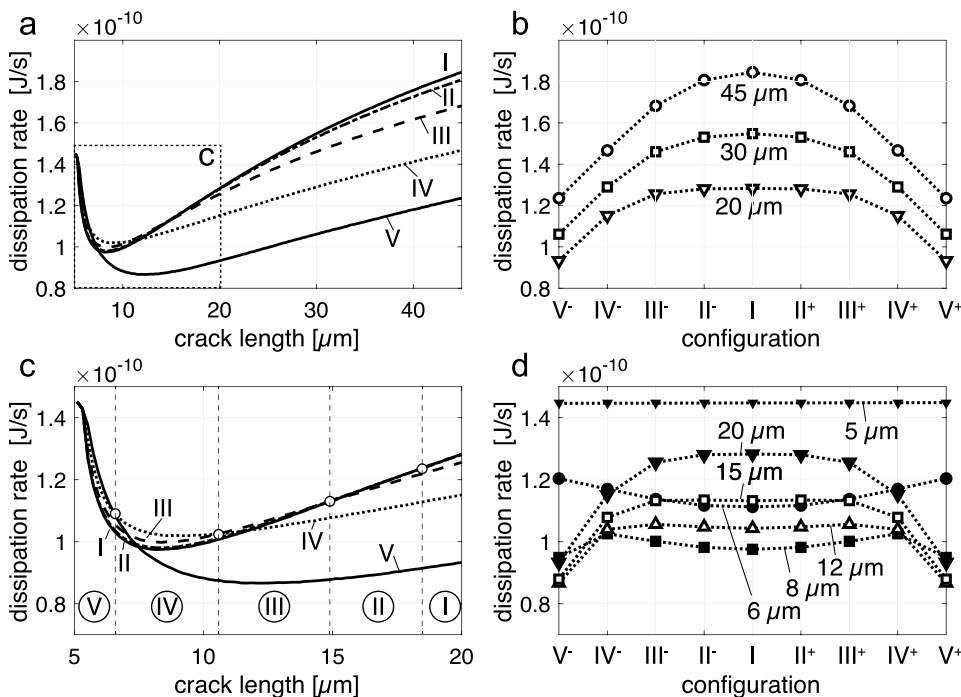 a
× 10⁻¹⁰
dissipation rate [J/s]
1.8
1.6
1.4
1.2
1
0.8
10
20
30
40
crack length [µm]
C
I
II
III
IV
V
b
× 10⁻¹⁰
dissipation rate [J/s]
1.8
1.6
1.4
1.2
1
0.8
45 µm
30 µm
20 µm
V⁻ IV⁻ III⁻ II⁻ I II⁺ III⁺ IV⁺ V⁺
configuration
c
× 10⁻¹⁰
dissipation rate [J/s]
1.4
1.2
1
0.8
III
I
II
IV
V
V IV III II I
5
10
15
20
crack length [µm]
d
× 10⁻¹⁰
dissipation rate [J/s]
1.4
1.2
1
0.8
20 µm
5 µm
15 µm
12 µm
8 µm
6 µm
V⁻ IV⁻ III⁻ II⁻ I II⁺ III⁺ IV⁺ V⁺
configuration